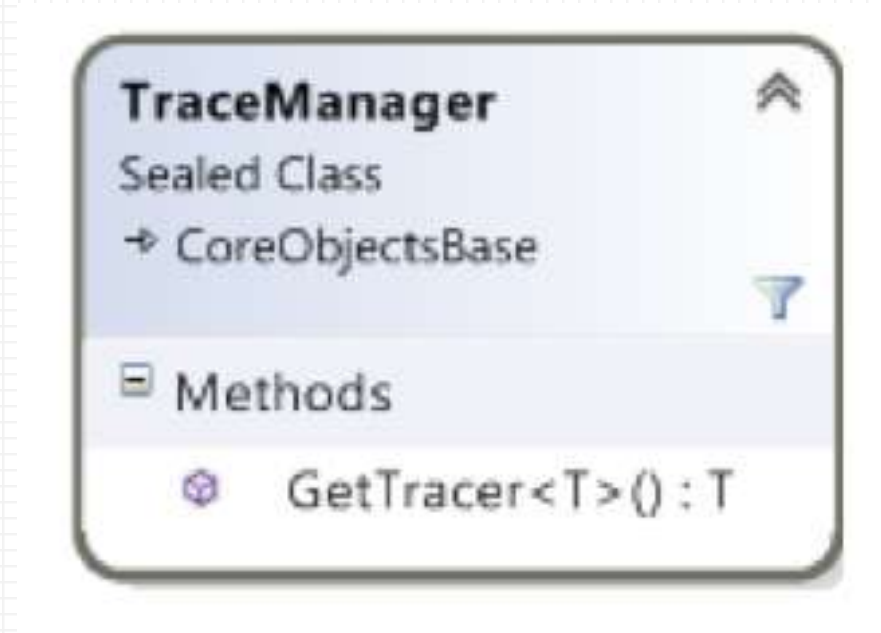 TraceManager
Sealed Class
CoreObjectsBase
Methods
GetTracer<T>() : T